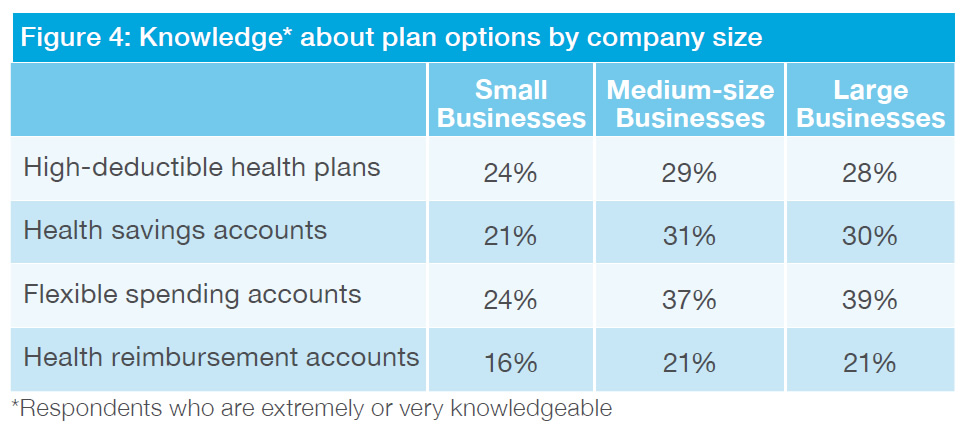 Figure 4: Knowledge* about plan options by company size
Small Businesses Medium-size Businesses Large Businesses
High-deductible health plans 24% 29% 28%
Health savings accounts 21% 31% 30%
Flexible spending accounts 24% 37% 39%
Health reimbursement accounts 16% 21% 21%
*Respondents who are extremely or very knowledgeable